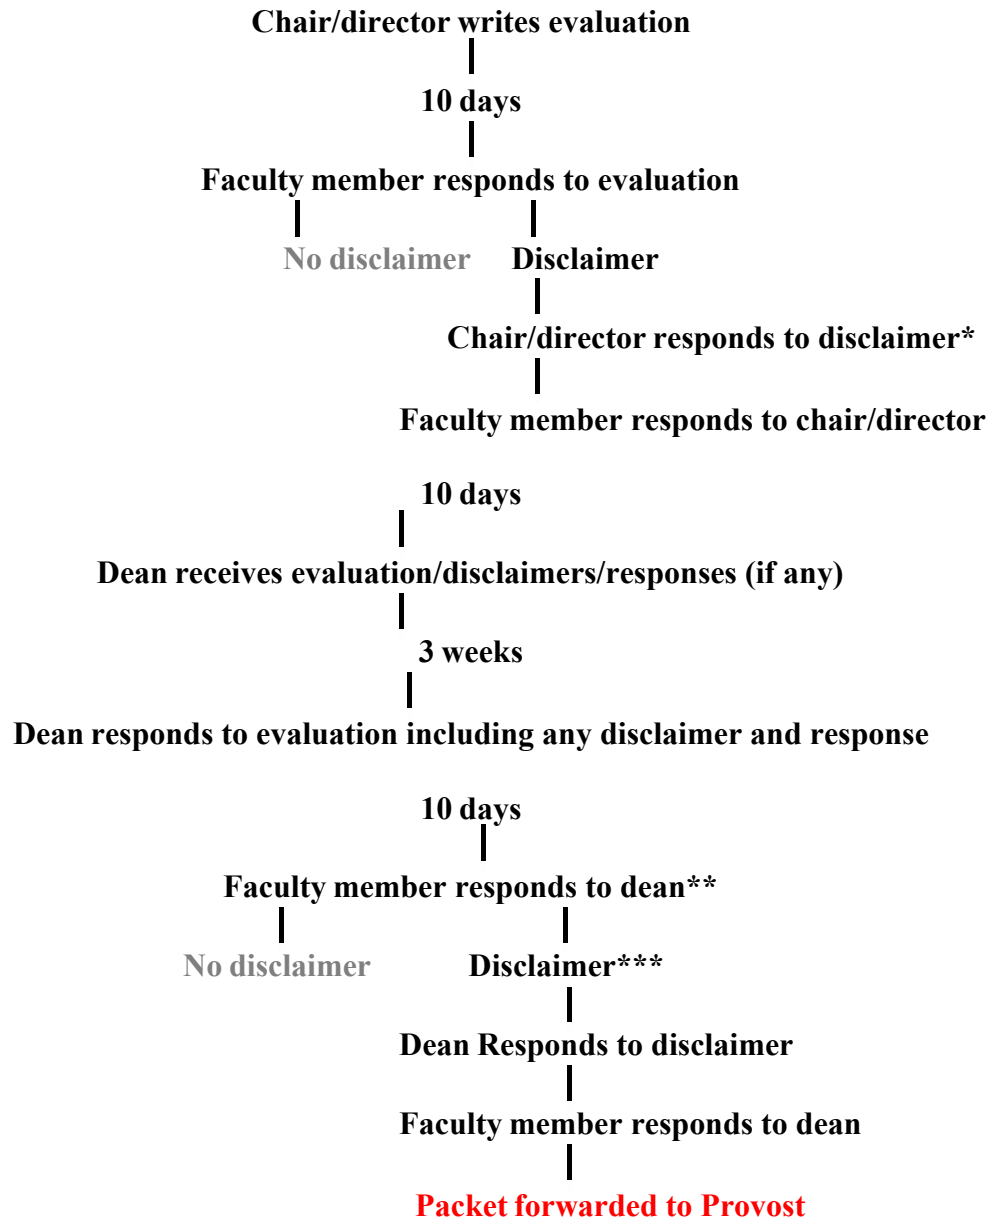 Chair/director writes evaluation
10 days
Faculty member responds to evaluation
No disclaimer Disclaimer
Chair/director responds to disclaimer*
Faculty member responds to chair/director
10 days
Dean receives evaluation/disclaimers/responses (if any)
3 weeks
Dean responds to evaluation including any disclaimer and response
10 days
Faculty member responds to dean**
No disclaimer Disclaimer***
Dean Responds to disclaimer
Faculty member responds to dean
Packet forwarded to Provost